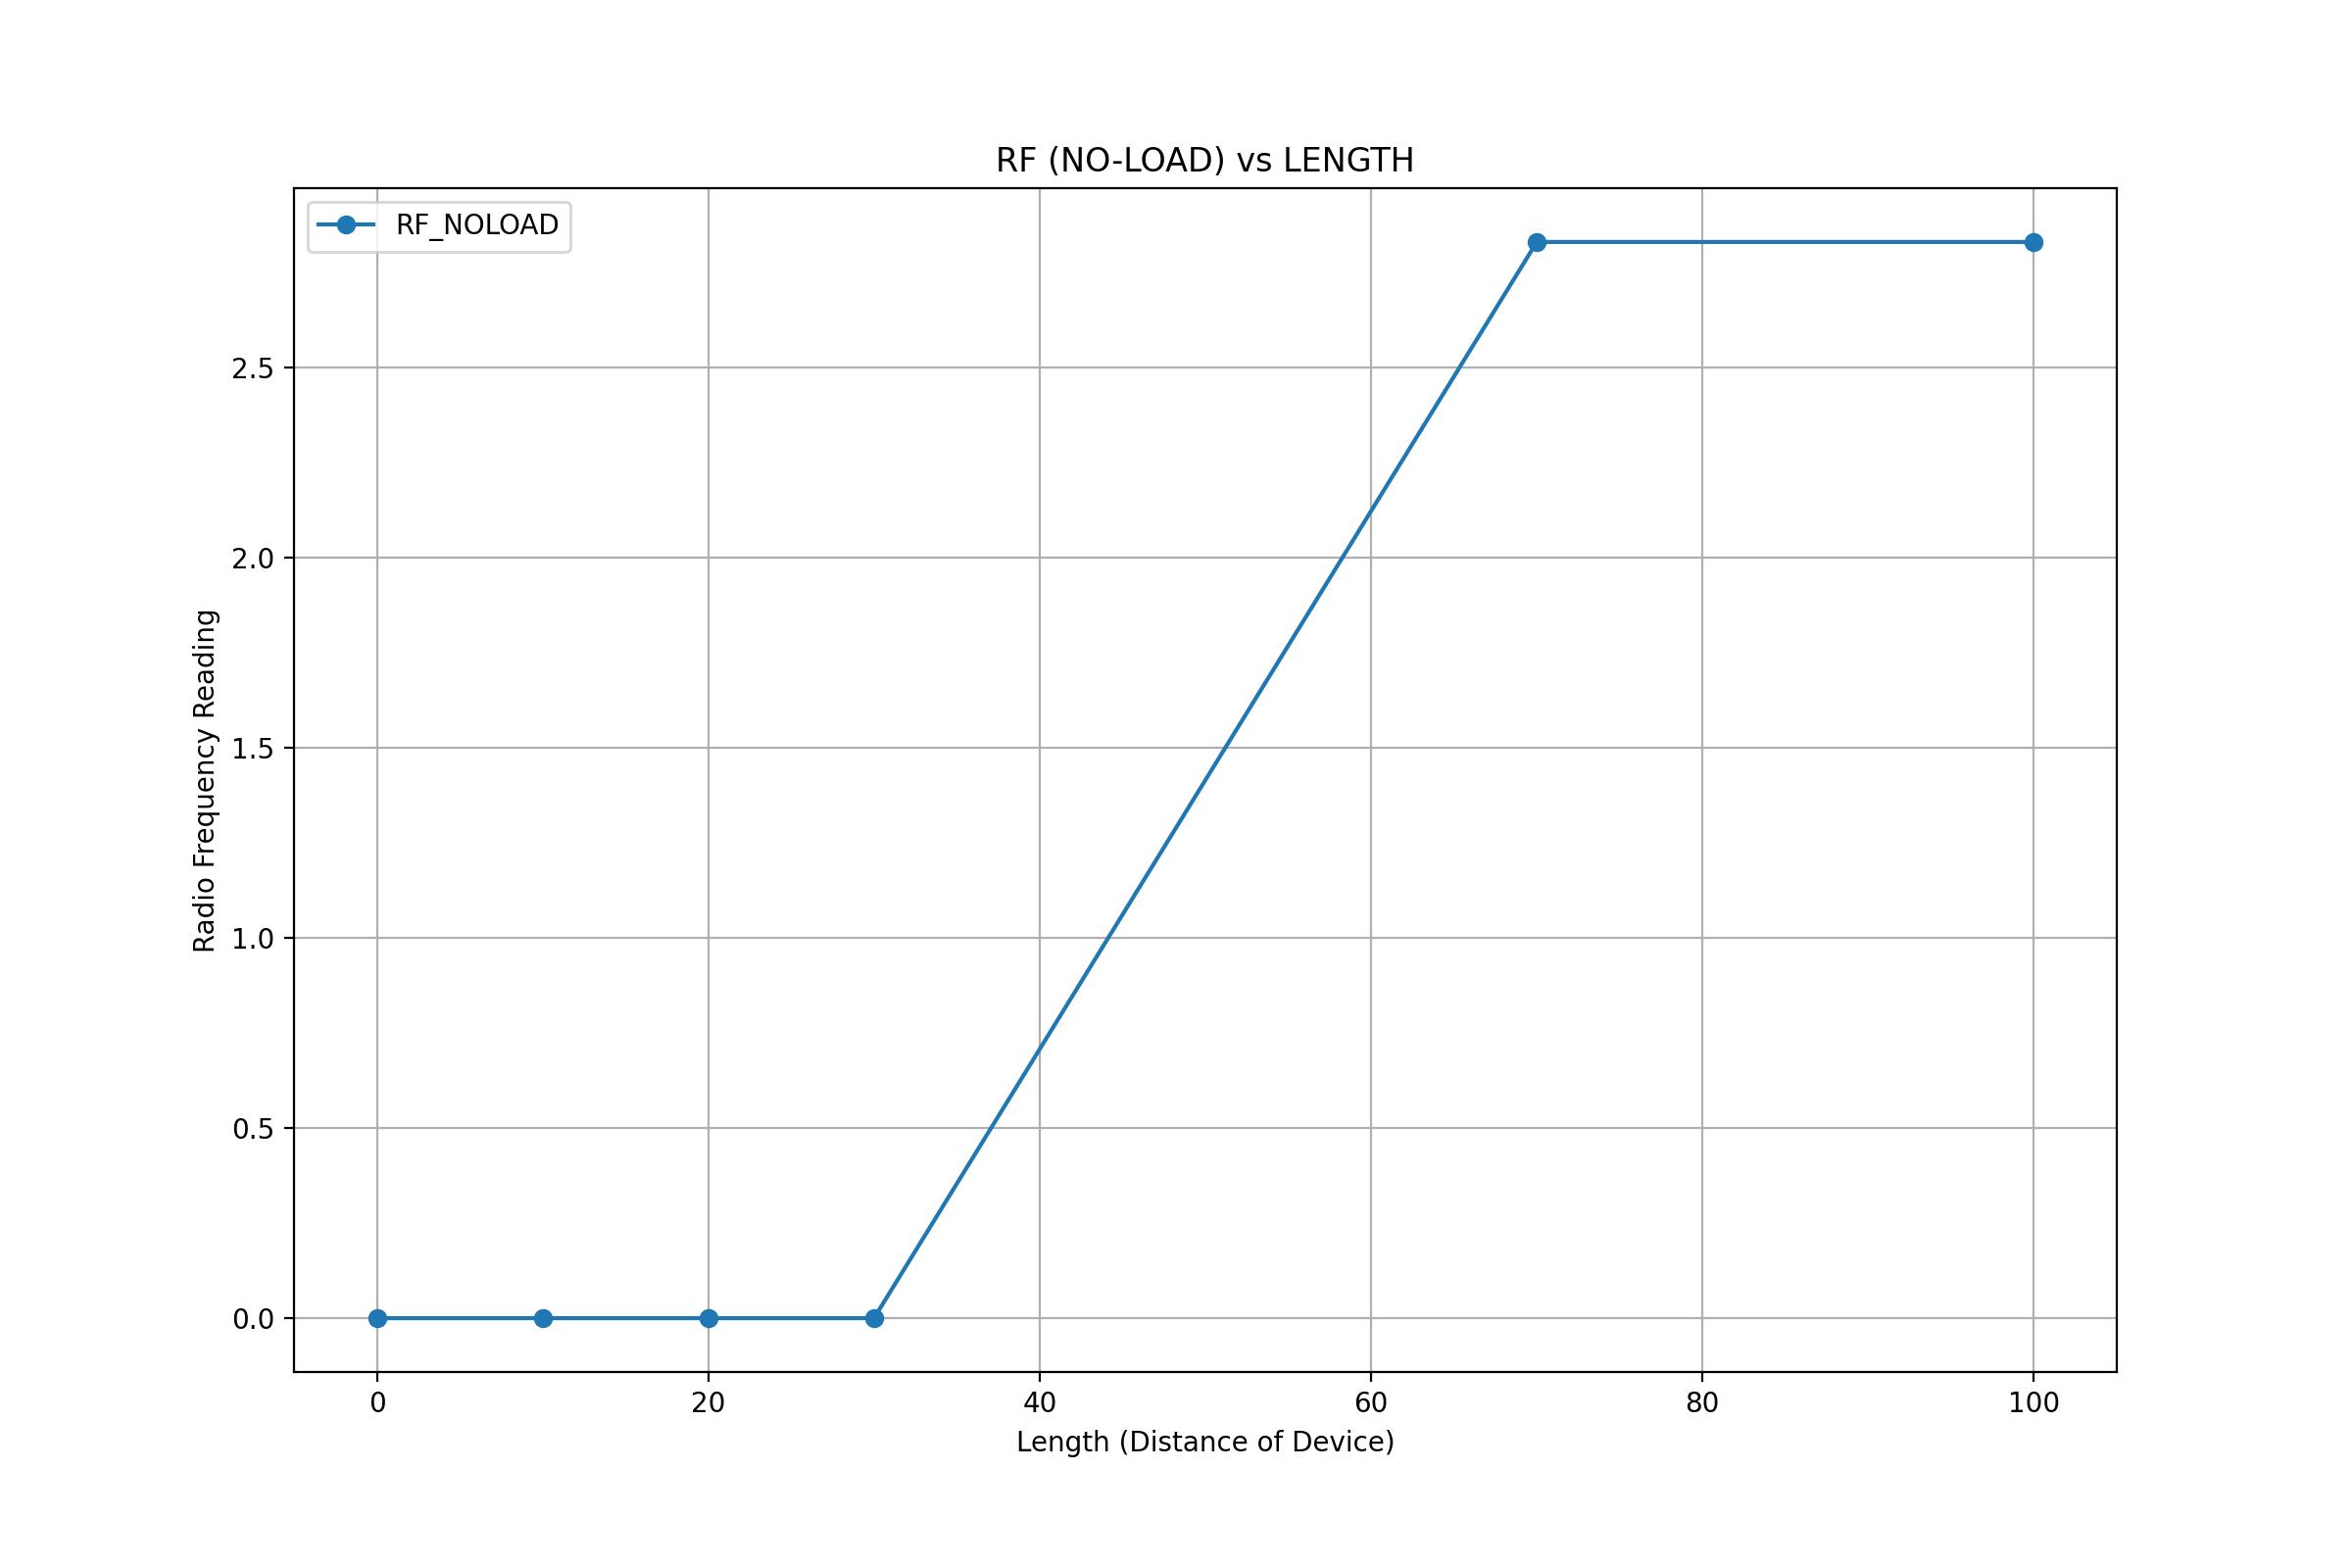 RF (NO-LOAD) vs LENGTH
RF_NOLOAD
Radio Frequency Reading
2.5
2.0
1.5
1.0
0.5
0.0
0 20 40 60 80 100
Length (Distance of Device)